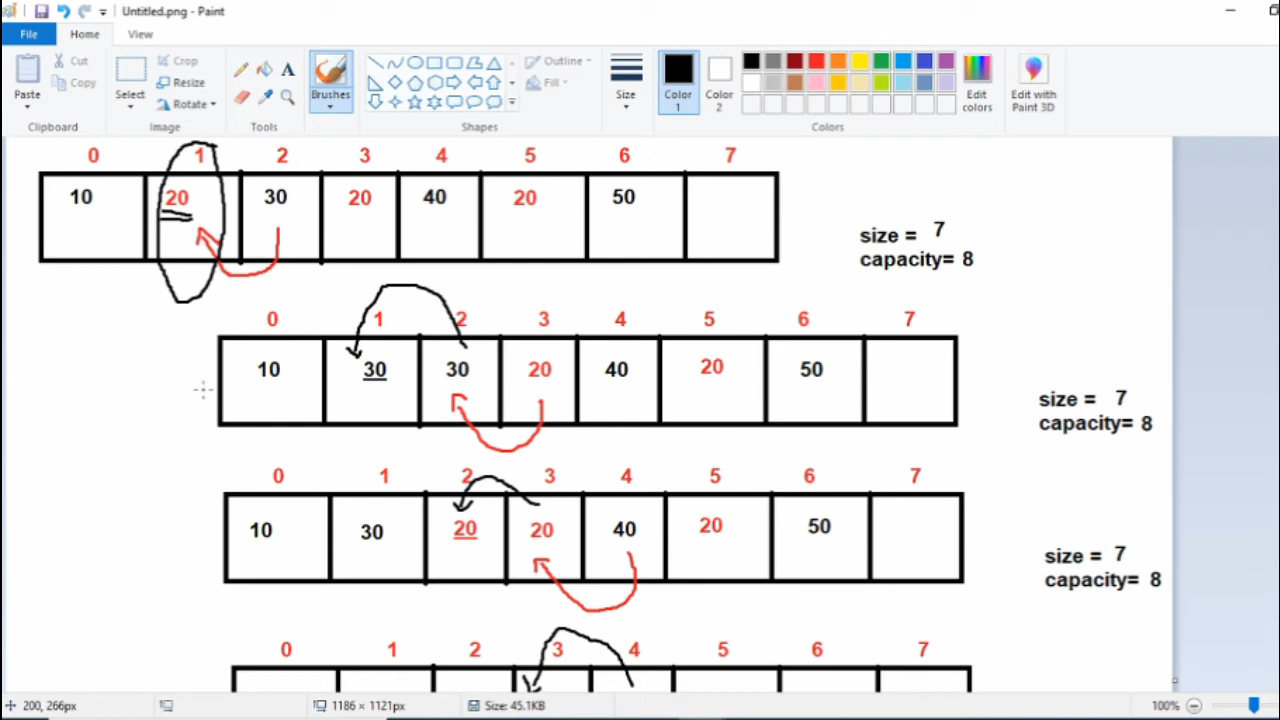 Untitled.png - Paint
File Home View
Paste Cut Copy Select Crop Resize Rotate A Brushes Outline Fill Size Color 1 Color 2 Edit colors Edit with Paint 3D
Clipboard Image Tools Shapes Colors
0 1 2 3 4 5 6 7
10 20 30 20 40 20 50
size = 7
capacity= 8
0 1 2 3 4 5 6 7
10 30 30 20 40 20 50
size = 7
capacity= 8
0 1 2 3 4 5 6 7
10 30 20 20 40 20 50
size = 7
capacity= 8
0 1 2 3 4 5 6 7
200, 266px 1186 × 1121px Size: 45.1KB 100%